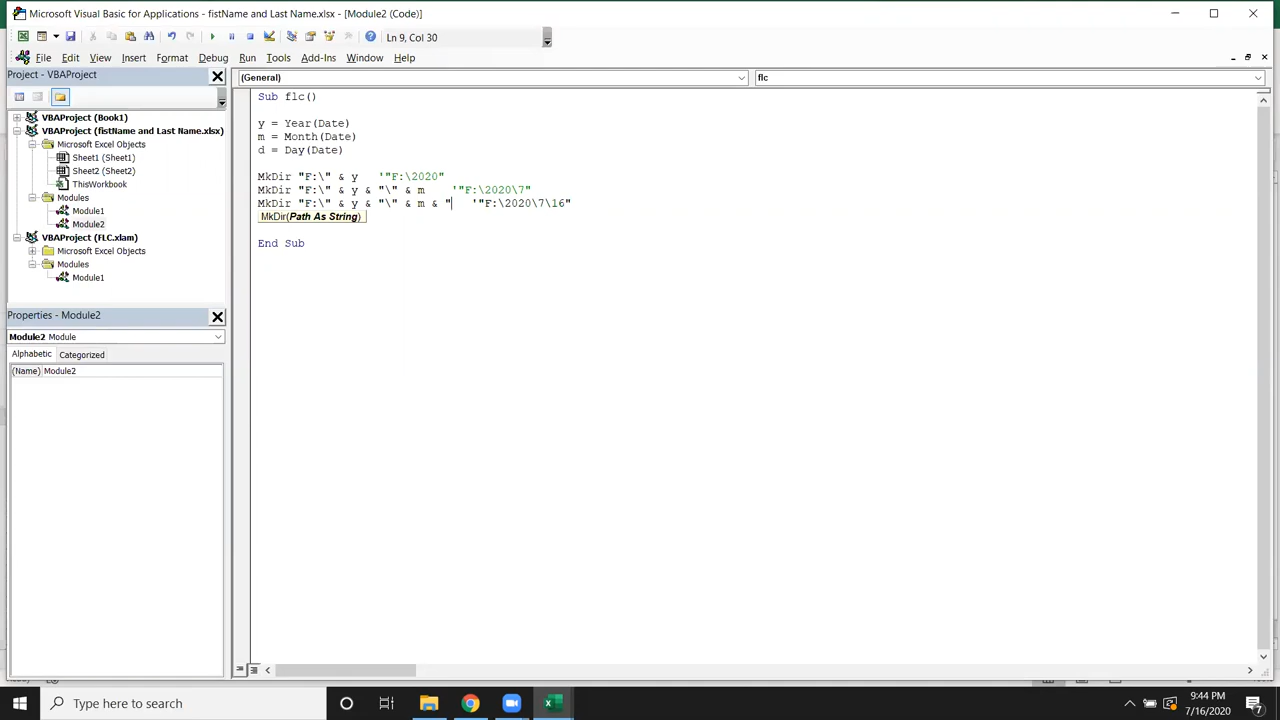 Microsoft Visual Basic for Applications - fistName and Last Name.xlsx - [Module2 (Code)]
Ln 9, Col 30
File Edit View Insert Format Debug Run Tools Add-Ins Window Help
Project - VBAProject
(General)
flc
VBAProject (Book1)
VBAProject (fistName and Last Name.xlsx)
Microsoft Excel Objects
Sheet1 (Sheet1)
Sheet2 (Sheet2)
ThisWorkbook
Modules
Module1
Module2
VBAProject (FLC.xlam)
Microsoft Excel Objects
Modules
Module1
Properties - Module2
Module2 Module
Alphabetic Categorized
(Name) Module2
Sub flc()
y = Year(Date)
m = Month(Date)
d = Day(Date)
MkDir "F:\" & y '"F:\2020"
MkDir "F:\" & y & "\" & m '"F:\2020\7"
MkDir "F:\" & y & "\" & m & " '"F:\2020\7\16"
MkDir(Path As String)
End Sub
Type here to search
9:44 PM
7/16/2020
7